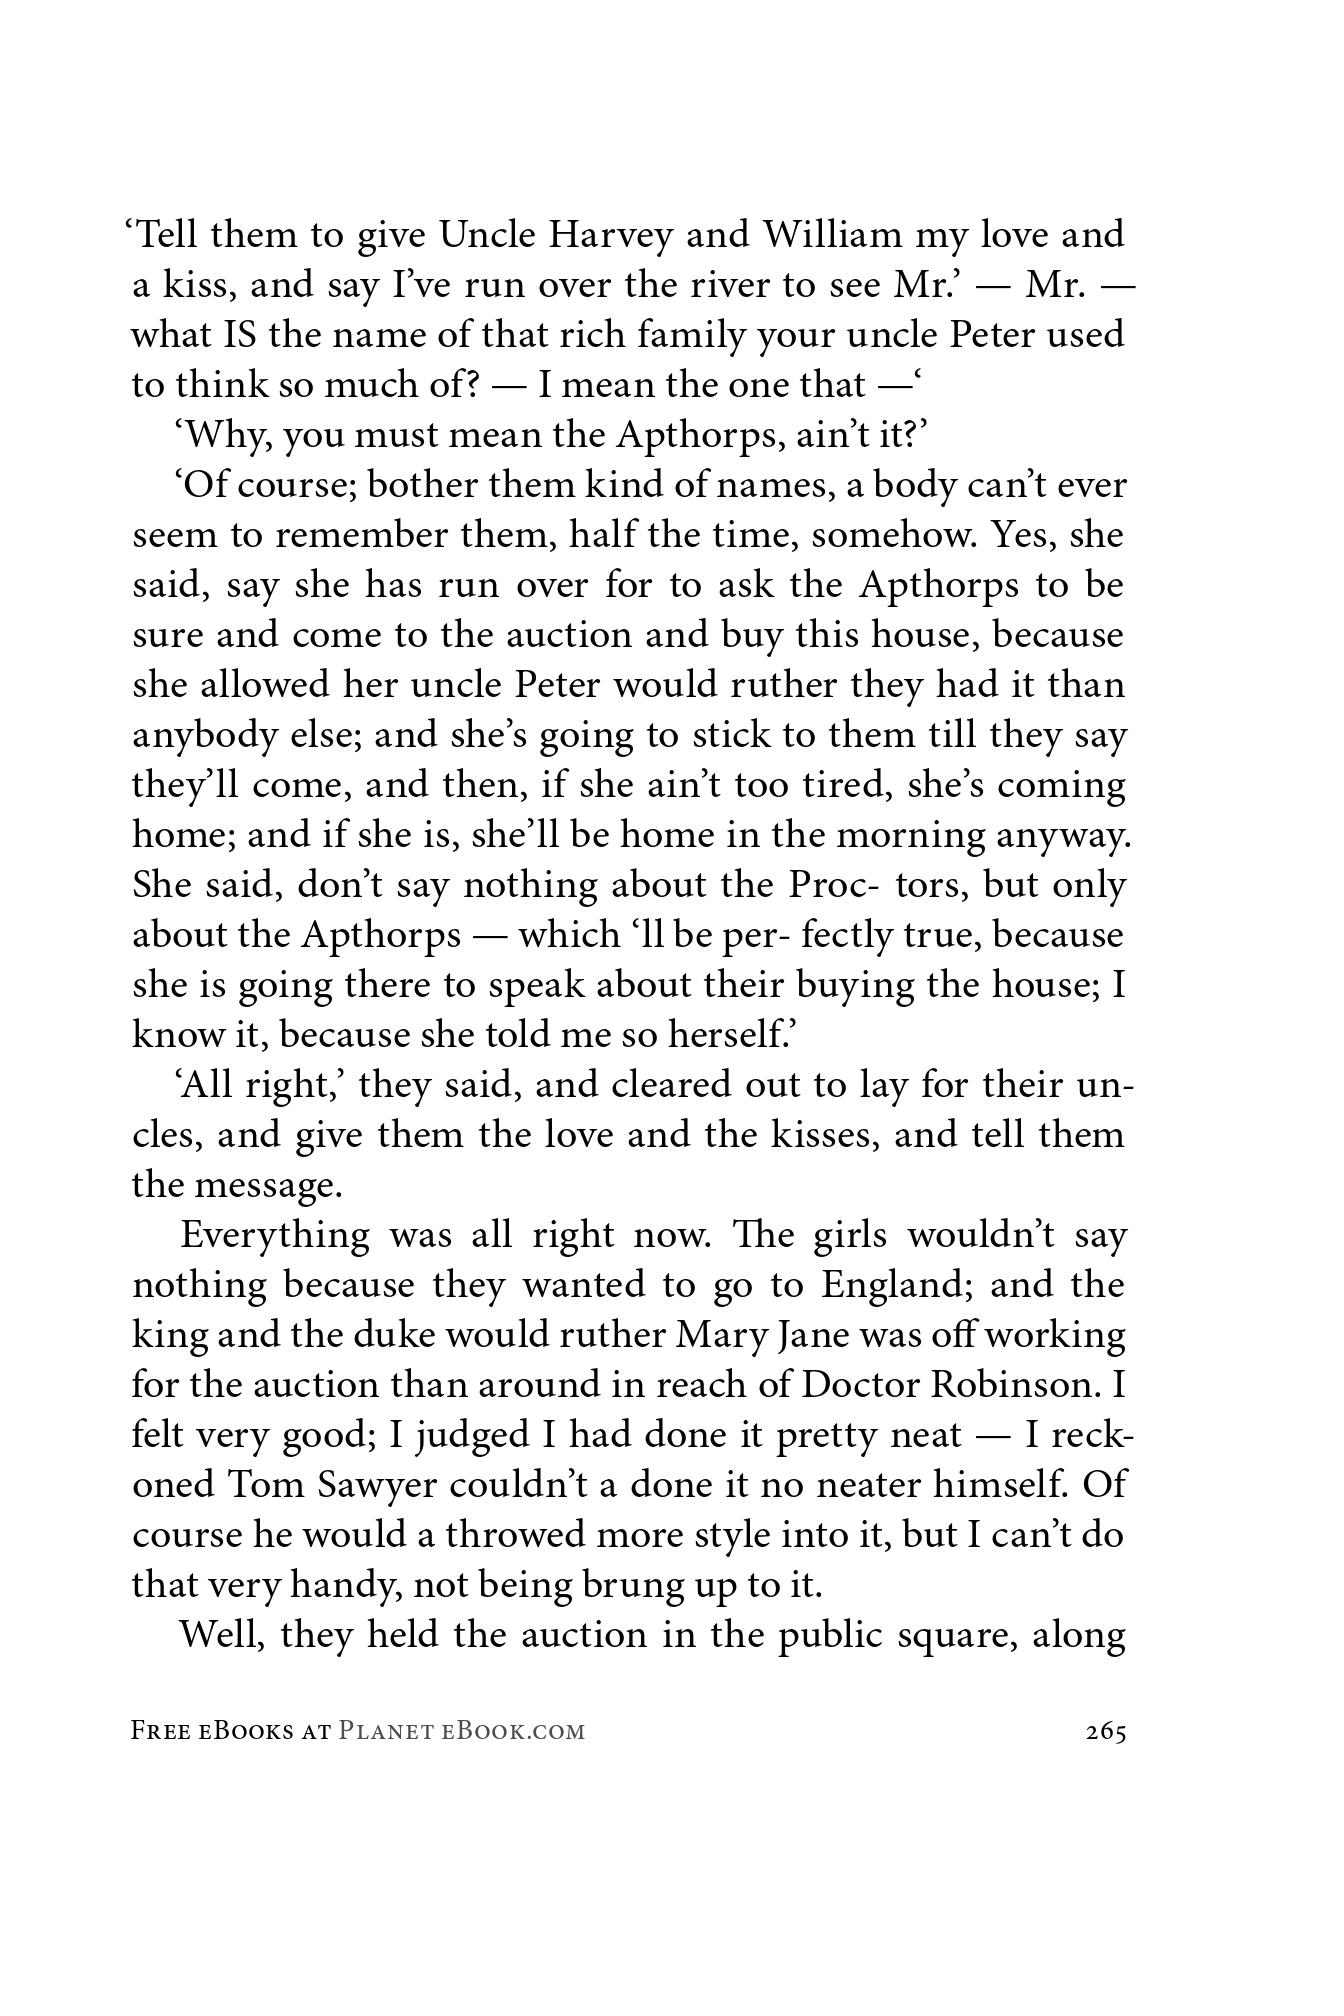 ‘Tell them to give Uncle Harvey and William my love and
a kiss, and say I’ve run over the river to see Mr.’ — Mr. —
what IS the name of that rich family your uncle Peter used
to think so much of? — I mean the one that —‘
‘Why, you must mean the Apthorps, ain’t it?’
‘Of course; bother them kind of names, a body can’t ever
seem to remember them, half the time, somehow. Yes, she
said, say she has run over for to ask the Apthorps to be
sure and come to the auction and buy this house, because
she allowed her uncle Peter would ruther they had it than
anybody else; and she’s going to stick to them till they say
they’ll come, and then, if she ain’t too tired, she’s coming
home; and if she is, she’ll be home in the morning anyway.
She said, don’t say nothing about the Proc- tors, but only
about the Apthorps — which ‘ll be per- fectly true, because
she is going there to speak about their buying the house; I
know it, because she told me so herself.’
‘All right,’ they said, and cleared out to lay for their un-
cles, and give them the love and the kisses, and tell them
the message.
Everything was all right now. The girls wouldn’t say
nothing because they wanted to go to England; and the
king and the duke would ruther Mary Jane was off working
for the auction than around in reach of Doctor Robinson. I
felt very good; I judged I had done it pretty neat — I reck-
oned Tom Sawyer couldn’t a done it no neater himself. Of
course he would a throwed more style into it, but I can’t do
that very handy, not being brung up to it.
Well, they held the auction in the public square, along
Free eBooks at Planet eBook.com 265